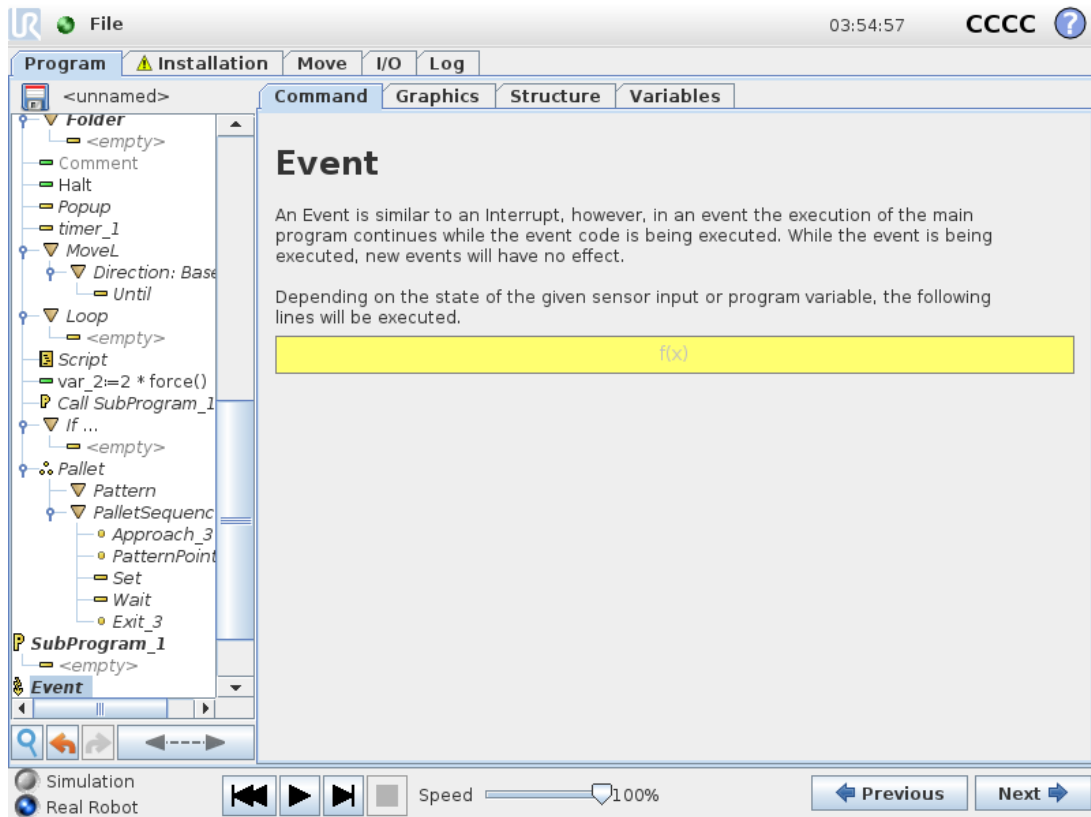 UR File 03:54:57 CCCC ?
Program Installation Move I/O Log
<unnamed>
Command Graphics Structure Variables
Folder
<empty>
Comment
Halt
Popup
timer_1
MoveL
Direction: Base
Until
Loop
<empty>
Script
var_2:=2 * force()
Call SubProgram_1
If ...
<empty>
Pallet
Pattern
PalletSequenc
Approach_3
PatternPoint
Set
Wait
Exit_3
P SubProgram_1
<empty>
Event
Event
An Event is similar to an Interrupt, however, in an event the execution of the main
program continues while the event code is being executed. While the event is being
executed, new events will have no effect.
Depending on the state of the given sensor input or program variable, the following
lines will be executed.
f(x)
Simulation
Real Robot
Speed 100%
Previous Next